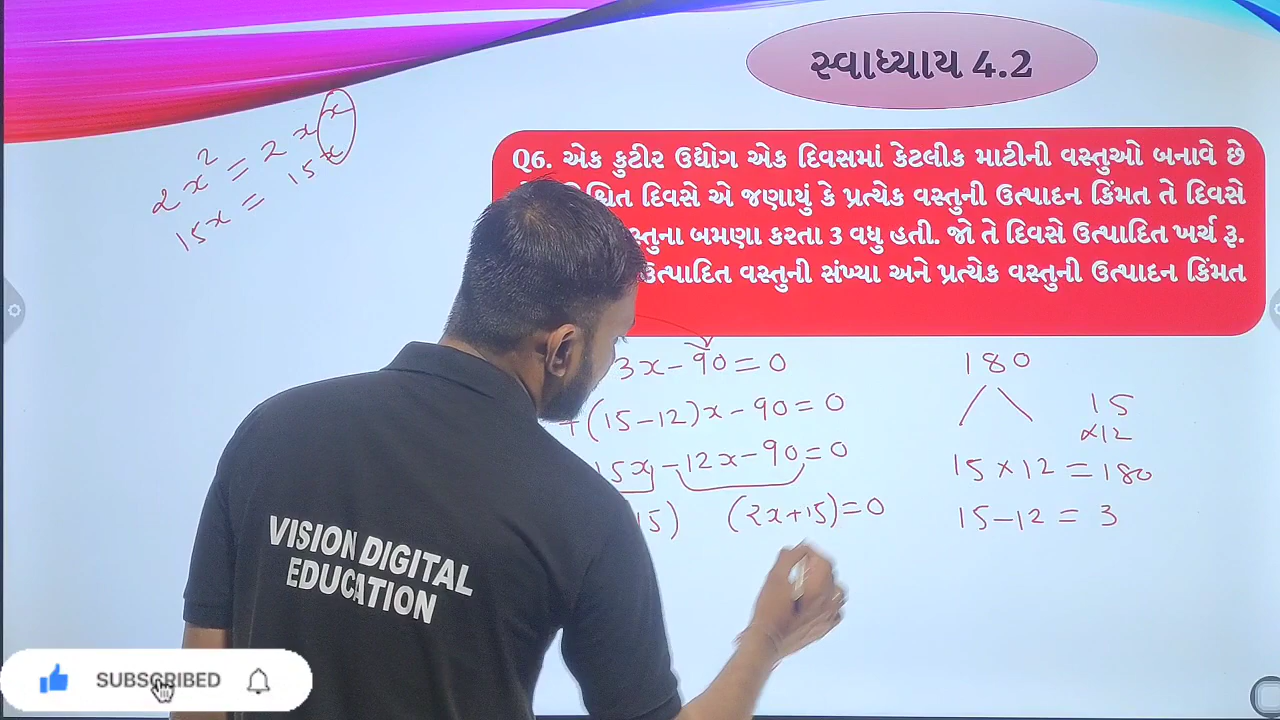 સ્વાધ્યાય 4.2
Q6. એક કુટીર ઉદ્યોગ એક દિવસમાં કેટલીક માટીની વસ્તુઓ બનાવે છે
દિવસે એ જણાયું કે પ્રત્યેક વસ્તુની ઉત્પાદન કિંમત તે દિવસે
બમણા કરતા 3 વધુ હતી. જો તે દિવસે ઉત્પાદિત ખર્ચ રૂ.
ઉત્પાદિત વસ્તુની સંખ્યા અને પ્રત્યેક વસ્તુની ઉત્પાદન કિંમત
2x² = 2x x
15x = 15x
3x - 90 = 0
+(15-12)x - 90 = 0
15x - 12x - 90 = 0
15) (2x+15) = 0
180
15
×12
15 × 12 = 180
15 - 12 = 3
VISION DIGITAL
EDUCATION
SUBSCRIBED